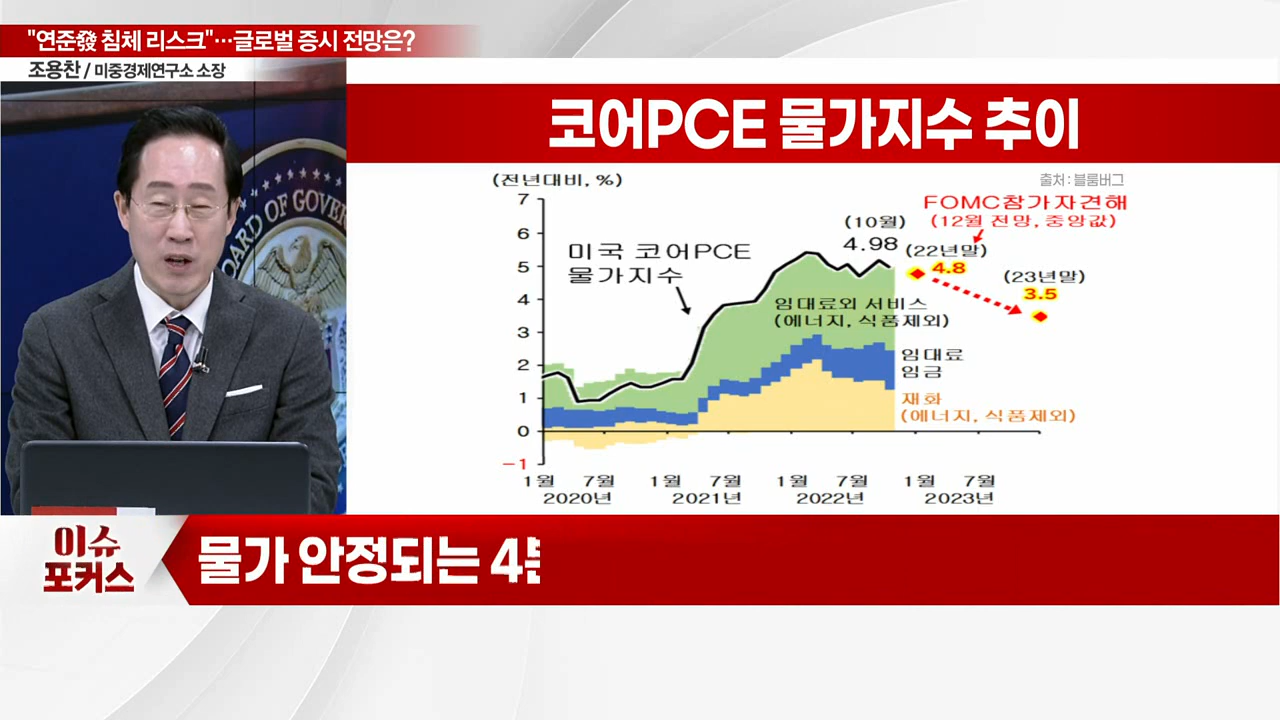 "연준發 침체 리스크"…글로벌 증시 전망은?
조용찬 / 미중경제연구소 소장
코어PCE 물가지수 추이
(전년대비, %)
출처 : 블룸버그
7
6
5
4
3
2
1
0
-1
미국 코어PCE
물가지수
(10월)
4.98
FOMC참가자견해
(12월 전망, 중앙값)
(22년말)
4.8
(23년말)
3.5
임대료외 서비스
(에너지, 식품제외)
임대료
임금
재화
(에너지, 식품제외)
1월 7월 1월 7월 1월 7월 1월 7월
2020년 2021년 2022년 2023년
BOARD OF GOVER
이슈
포커스
물가 안정되는 4